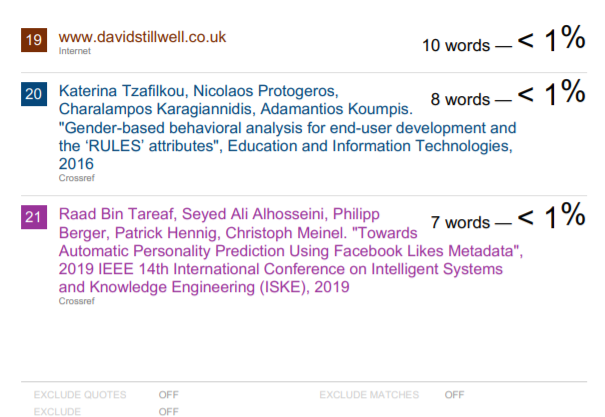 19 www.davidstillwell.co.uk 10 words — < 1%
Internet
20 Katerina Tzafilkou, Nicolaos Protogeros, 8 words — < 1%
Charalampos Karagiannidis, Adamantios Koumpis.
"Gender-based behavioral analysis for end-user development and
the ‘RULES’ attributes", Education and Information Technologies,
2016
Crossref
21 Raad Bin Tareaf, Seyed Ali Alhosseini, Philipp 7 words — < 1%
Berger, Patrick Hennig, Christoph Meinel. "Towards
Automatic Personality Prediction Using Facebook Likes Metadata",
2019 IEEE 14th International Conference on Intelligent Systems
and Knowledge Engineering (ISKE), 2019
Crossref
EXCLUDE QUOTES OFF EXCLUDE MATCHES OFF
EXCLUDE OFF